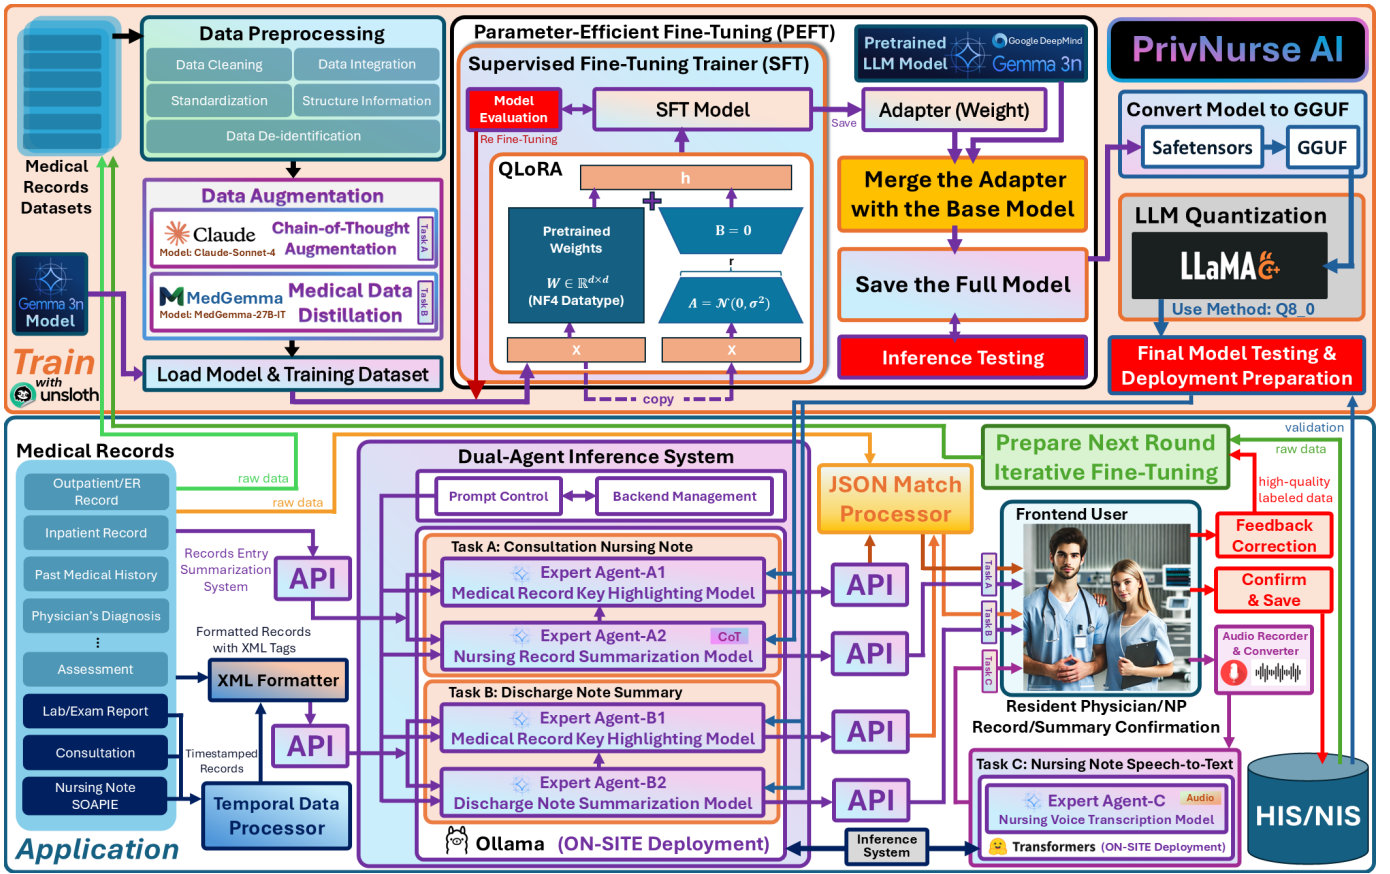 Medical
Records
Datasets
Data Preprocessing
Data Cleaning
Data Integration
Standardization
Structure Information
Data De-identification
Data Augmentation
Claude
Model: Claude-Sonnet-4
Chain-of-Thought
Augmentation
Task A
MedGemma
Model: MedGemma-27B-IT
Medical Data
Distillation
Task B
Gemma 3n
Model
Train
with
unsloth
Load Model & Training Dataset
Parameter-Efficient Fine-Tuning (PEFT)
Supervised Fine-Tuning Trainer (SFT)
Model
Evaluation
Re Fine-Tuning
SFT Model
Save
QLoRA
h
Pretrained
Weights
W ∈ ℝ^{d×d}
(NF4 Datatype)
B = 0
r
A = 𝒩(0, σ²)
X
X
copy
Pretrained
LLM Model
Google DeepMind
Gemma 3n
Adapter (Weight)
Merge the Adapter
with the Base Model
Save the Full Model
Inference Testing
PrivNurse AI
Convert Model to GGUF
Safetensors
GGUF
LLM Quantization
LLaMA C++
Use Method: Q8_0
Final Model Testing &
Deployment Preparation
Medical Records
Outpatient/ER
Record
Inpatient Record
Past Medical History
Physician's Diagnosis
⋮
Assessment
Lab/Exam Report
Consultation
Nursing Note
SOAPIE
Application
raw data
raw data
Records Entry
Summarization
System
API
Formatted Records
with XML Tags
XML Formatter
API
Timestamped
Records
Temporal Data
Processor
Dual-Agent Inference System
Prompt Control
Backend Management
Task A: Consultation Nursing Note
Expert Agent-A1
Medical Record Key Highlighting Model
Expert Agent-A2
CoT
Nursing Record Summarization Model
Task B: Discharge Note Summary
Expert Agent-B1
Medical Record Key Highlighting Model
Expert Agent-B2
Discharge Note Summarization Model
Ollama (ON-SITE Deployment)
JSON Match
Processor
API
API
API
API
Inference
System
Prepare Next Round
Iterative Fine-Tuning
validation
raw data
high-quality
labeled data
Frontend User
Task A
Task B
Task C
Resident Physician/NP
Record/Summary Confirmation
Feedback
Correction
Confirm
& Save
Audio Recorder
& Converter
Task C: Nursing Note Speech-to-Text
Expert Agent-C
Audio
Nursing Voice Transcription Model
Transformers (ON-SITE Deployment)
HIS/NIS